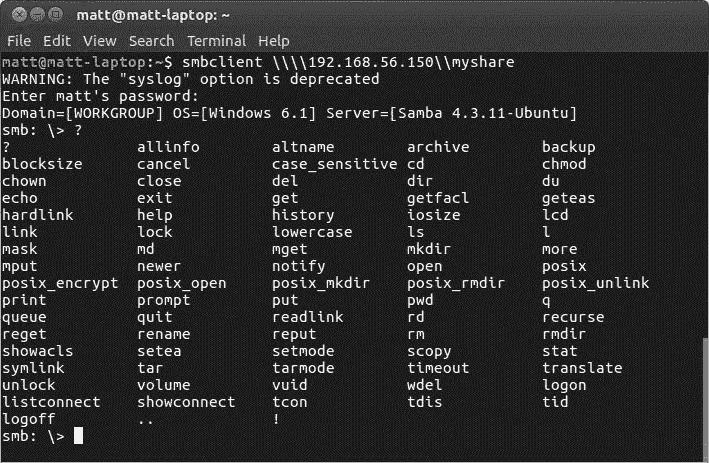 matt@matt-laptop: ~
File Edit View Search Terminal Help
matt@matt-laptop:~$ smbclient \\\\192.168.56.150\\myshare
WARNING: The "syslog" option is deprecated
Enter matt's password:
Domain=[WORKGROUP] OS=[Windows 6.1] Server=[Samba 4.3.11-Ubuntu]
smb: \> ?
? allinfo altname archive backup
blocksize cancel case_sensitive cd chmod
chown close del dir du
echo exit get getfacl geteas
hardlink help history iosize lcd
link lock lowercase ls l
mask md mget mkdir more
mput newer notify open posix
posix_encrypt posix_open posix_mkdir posix_rmdir posix_unlink
print prompt put pwd q
queue quit readlink rd recurse
reget rename reput rm rmdir
showacls setea setmode scopy stat
symlink tar tarmode timeout translate
unlock volume vuid wdel logon
listconnect showconnect tcon tdis tid
logoff .. !
smb: \>